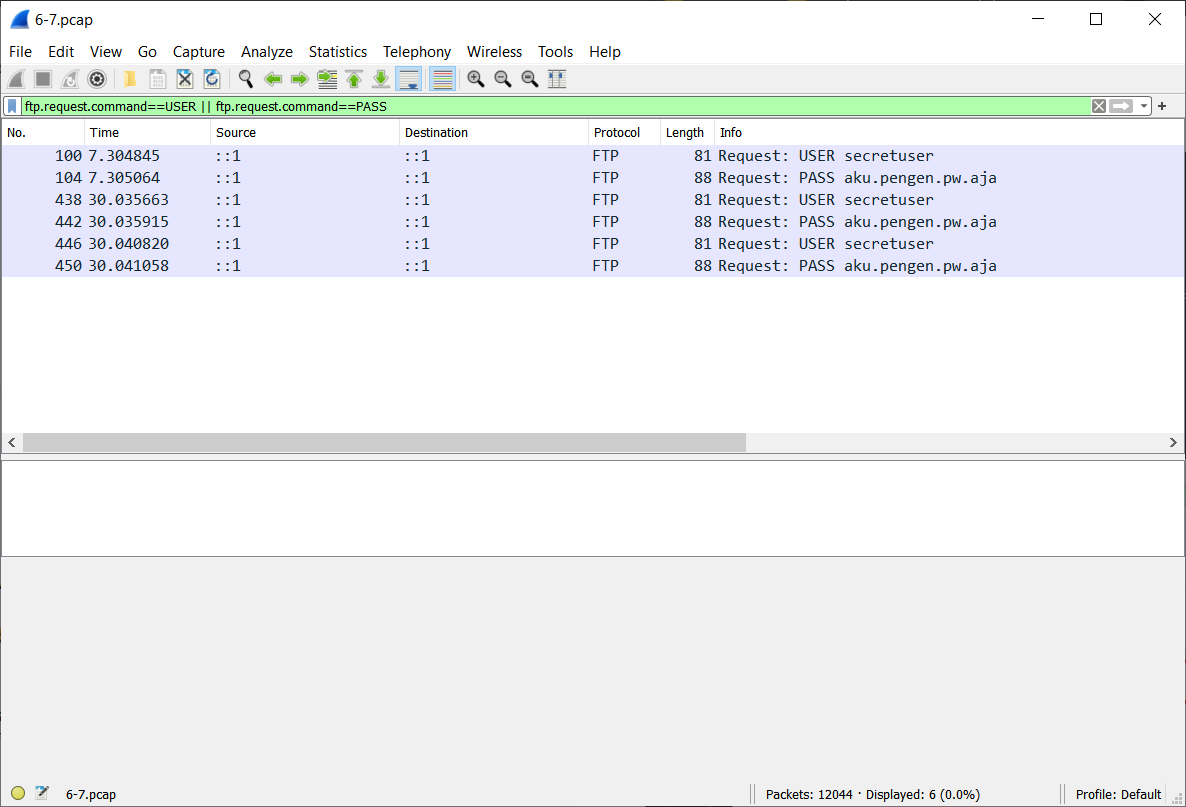 6-7.pcap
File Edit View Go Capture Analyze Statistics Telephony Wireless Tools Help
ftp.request.command==USER || ftp.request.command==PASS
No. Time Source Destination Protocol Length Info
100 7.304845 ::1 ::1 FTP 81 Request: USER secretuser
104 7.305064 ::1 ::1 FTP 88 Request: PASS aku.pengen.pw.aja
438 30.035663 ::1 ::1 FTP 81 Request: USER secretuser
442 30.035915 ::1 ::1 FTP 88 Request: PASS aku.pengen.pw.aja
446 30.040820 ::1 ::1 FTP 81 Request: USER secretuser
450 30.041058 ::1 ::1 FTP 88 Request: PASS aku.pengen.pw.aja
6-7.pcap Packets: 12044 · Displayed: 6 (0.0%) Profile: Default